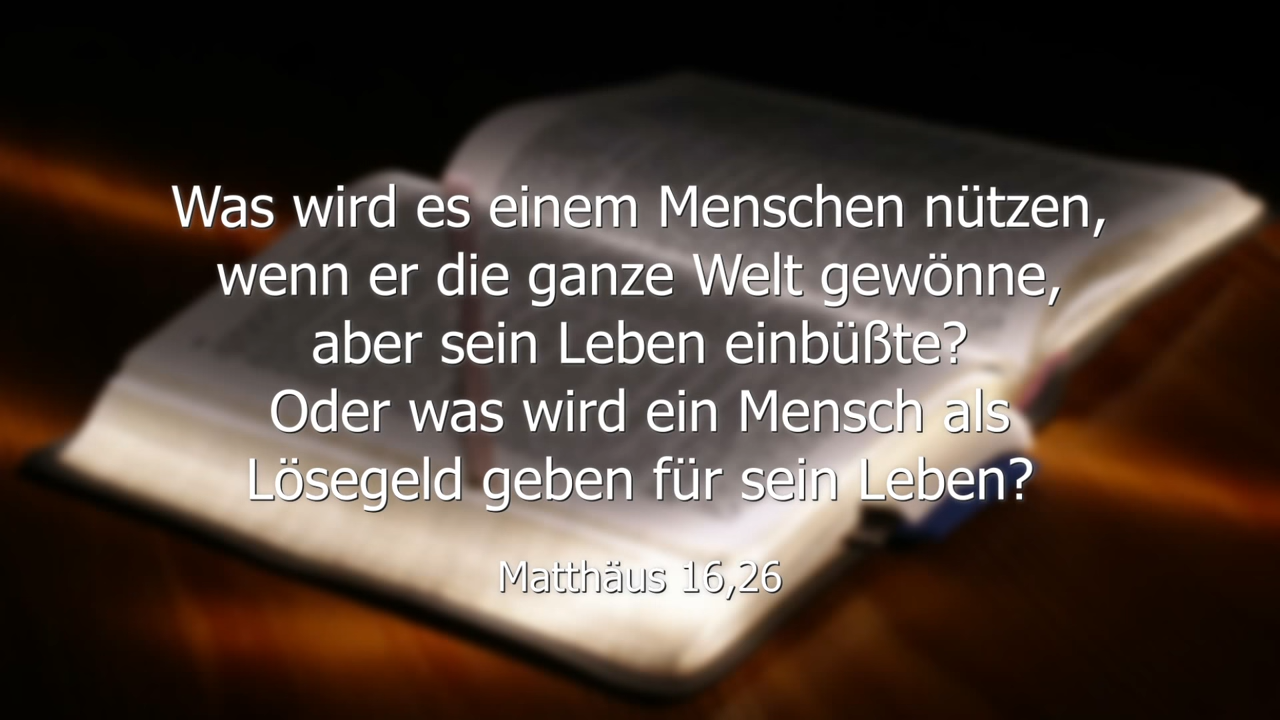 Was wird es einem Menschen nützen,
wenn er die ganze Welt gewönne,
aber sein Leben einbüßte?
Oder was wird ein Mensch als
Lösegeld geben für sein Leben?
Matthäus 16,26